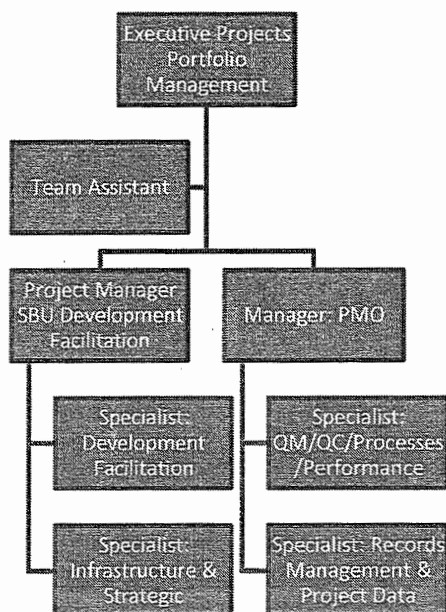 Executive Projects
Portfolio
Management
Team Assistant
Project Manager
SBU Development
Facilitation
Manager: PMO
Specialist:
Development
Facilitation
Specialist:
QM/QC/Processes
/Performance
Specialist:
Infrastructure &
Strategic
Specialist: Records
Management &
Project Data